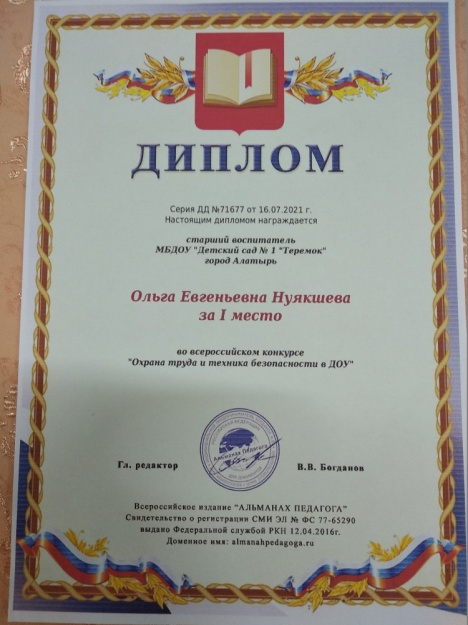 ДИПЛОМ
Серия ДД №71677 от 16.07.2021 г.
Настоящим дипломом награждается
старший воспитатель
МБДОУ "Детский сад № 1 "Теремок"
город Алатырь
Ольга Евгеньевна Нуякшева
за I место
во всероссийском конкурсе
"Охрана труда и техника безопасности в ДОУ"
Альманах Педагога
Гл. редактор
В.В. Богданов
Всероссийское издание "АЛЬМАНАХ ПЕДАГОГА"
Свидетельство о регистрации СМИ ЭЛ № ФС 77-65290
выдано Федеральной службой РКН 12.04.2016г.
Доменное имя: almanahpedagoga.ru